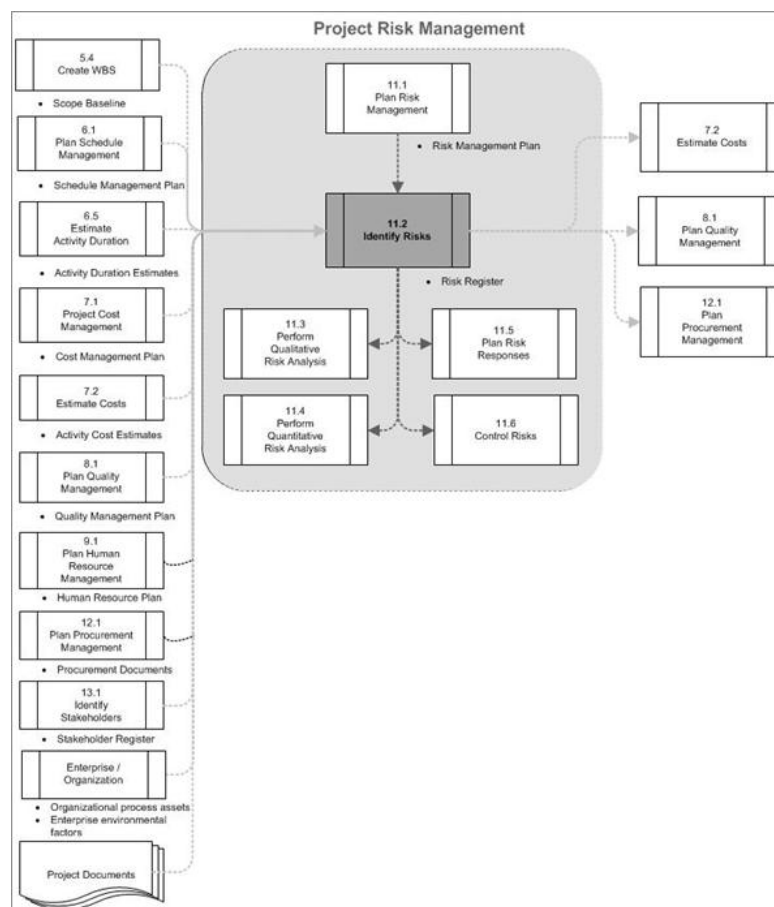 Project Risk Management
5.4
Create WBS
• Scope Baseline
6.1
Plan Schedule
Management
• Schedule Management Plan
6.5
Estimate
Activity Duration
• Activity Duration Estimates
7.1
Project Cost
Management
• Cost Management Plan
7.2
Estimate Costs
• Activity Cost Estimates
8.1
Plan Quality
Management
• Quality Management Plan
9.1
Plan Human
Resource
Management
• Human Resource Plan
12.1
Plan Procurement
Management
• Procurement Documents
13.1
Identify
Stakeholders
• Stakeholder Register
Enterprise /
Organization
• Organizational process assets
• Enterprise environmental
factors
Project Documents
11.1
Plan Risk
Management
• Risk Management Plan
11.2
Identify Risks
• Risk Register
11.3
Perform
Qualitative
Risk Analysis
11.5
Plan Risk
Responses
11.4
Perform
Quantitative
Risk Analysis
11.6
Control Risks
7.2
Estimate Costs
8.1
Plan Quality
Management
12.1
Plan
Procurement
Management